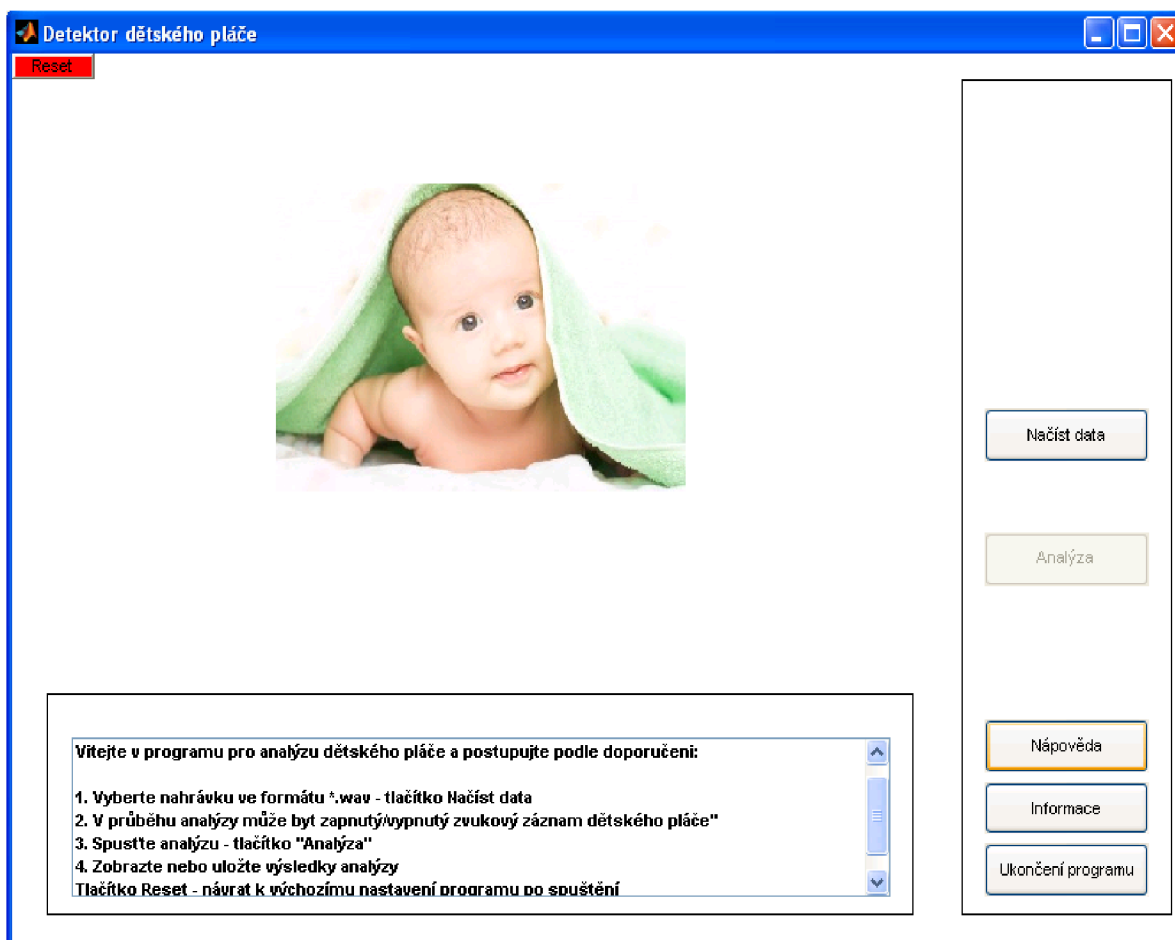 Detektor dětského pláče
Reset
Načíst data
Analýza
Vitejte v programu pro analýzu dětského pláče a postupujte podle doporučeni:
1. Vyberte nahrávku ve formátu *.wav - tlačítko Načíst data
2. V průběhu analýzy může byt zapnutý/vypnutý zvukový záznam dětského pláče"
3. Spusťte analýzu - tlačítko "Analýza"
4. Zobrazte nebo uložte výsledky analýzy
Tlačítko Reset - návrat k výchozímu nastavení programu po spuštění
Nápověda
Informace
Ukončení programu